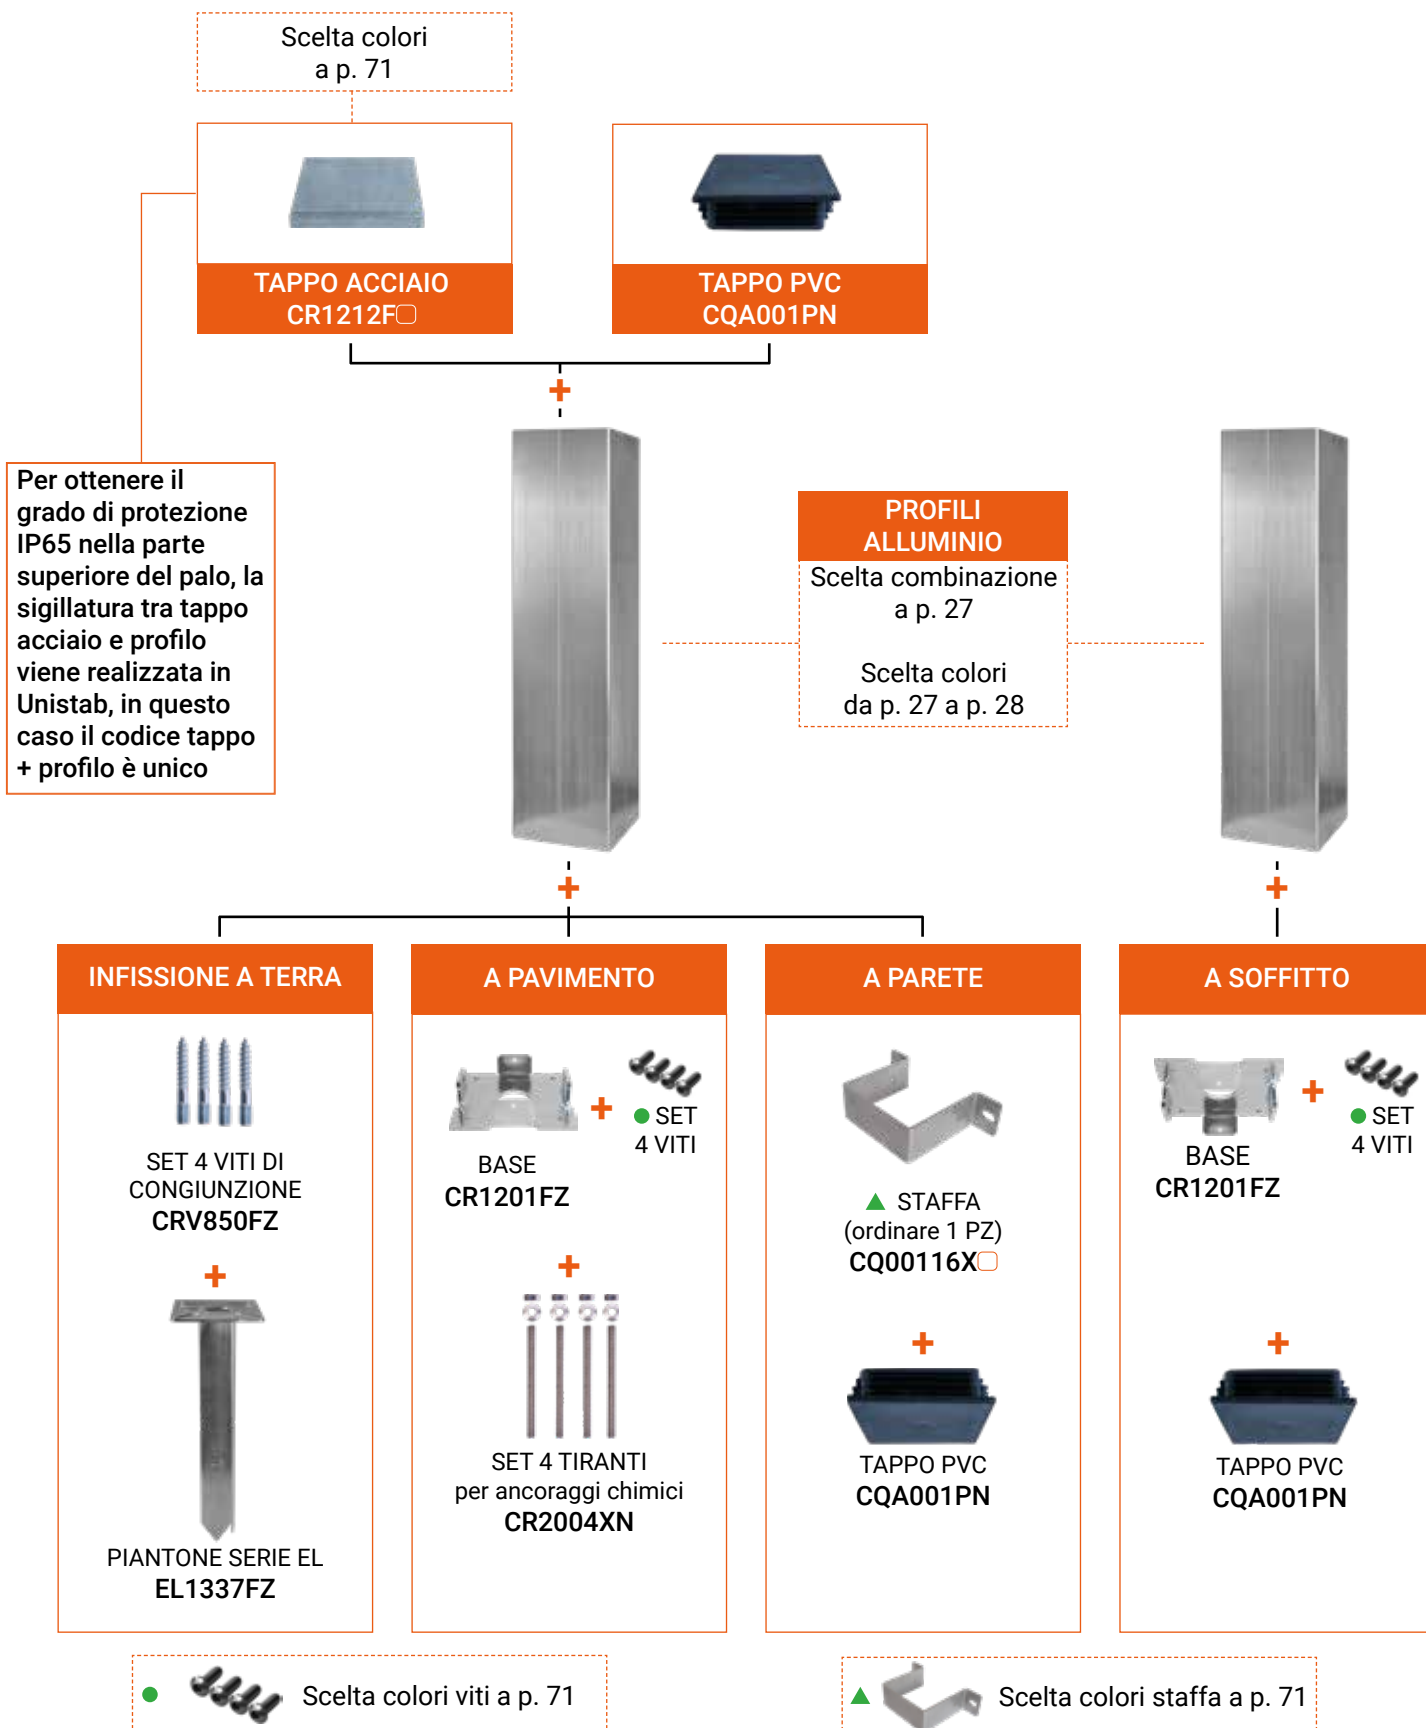 Scelta colori
a p. 71
TAPPO ACCIAIO
CR1212F▢
TAPPO PVC
CQA001PN
+
Per ottenere il
grado di protezione
IP65 nella parte
superiore del palo, la
sigillatura tra tappo
acciaio e profilo
viene realizzata in
Unistab, in questo
caso il codice tappo
+ profilo è unico
PROFILI
ALLUMINIO
Scelta combinazione
a p. 27
Scelta colori
da p. 27 a p. 28
+
+
INFISSIONE A TERRA
SET 4 VITI DI
CONGIUNZIONE
CRV850FZ
+
PIANTONE SERIE EL
EL1337FZ
A PAVIMENTO
BASE
CR1201FZ
+
● SET
4 VITI
+
SET 4 TIRANTI
per ancoraggi chimici
CR2004XN
A PARETE
▲ STAFFA
(ordinare 1 PZ)
CQ00116X▢
+
TAPPO PVC
CQA001PN
A SOFFITTO
BASE
CR1201FZ
+
● SET
4 VITI
+
TAPPO PVC
CQA001PN
● Scelta colori viti a p. 71
▲ Scelta colori staffa a p. 71